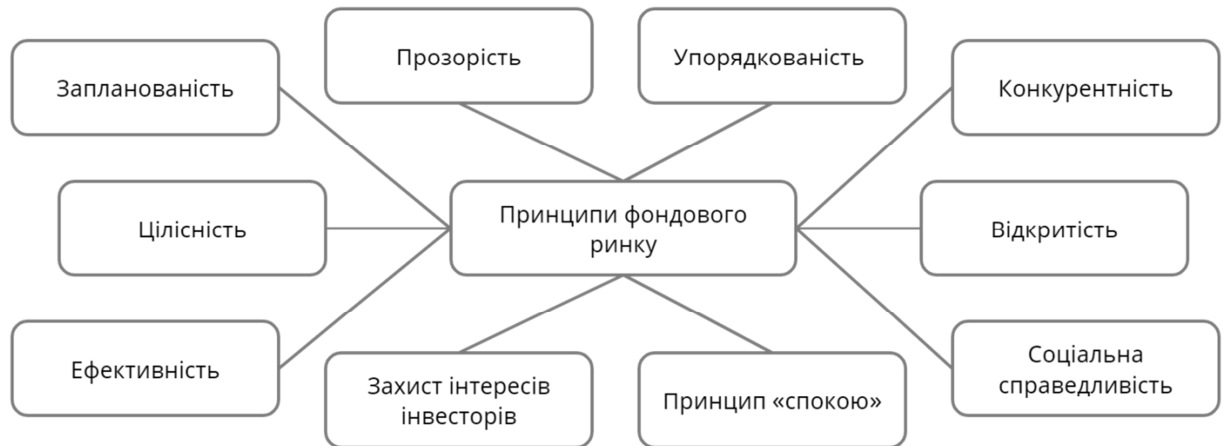 Прозорість
Упорядкованість
Запланованість
Конкурентність
Принципи фондового
ринку
Цілісність
Відкритість
Ефективність
Захист інтересів
інвесторів
Принцип «спокою»
Соціальна
справедливість